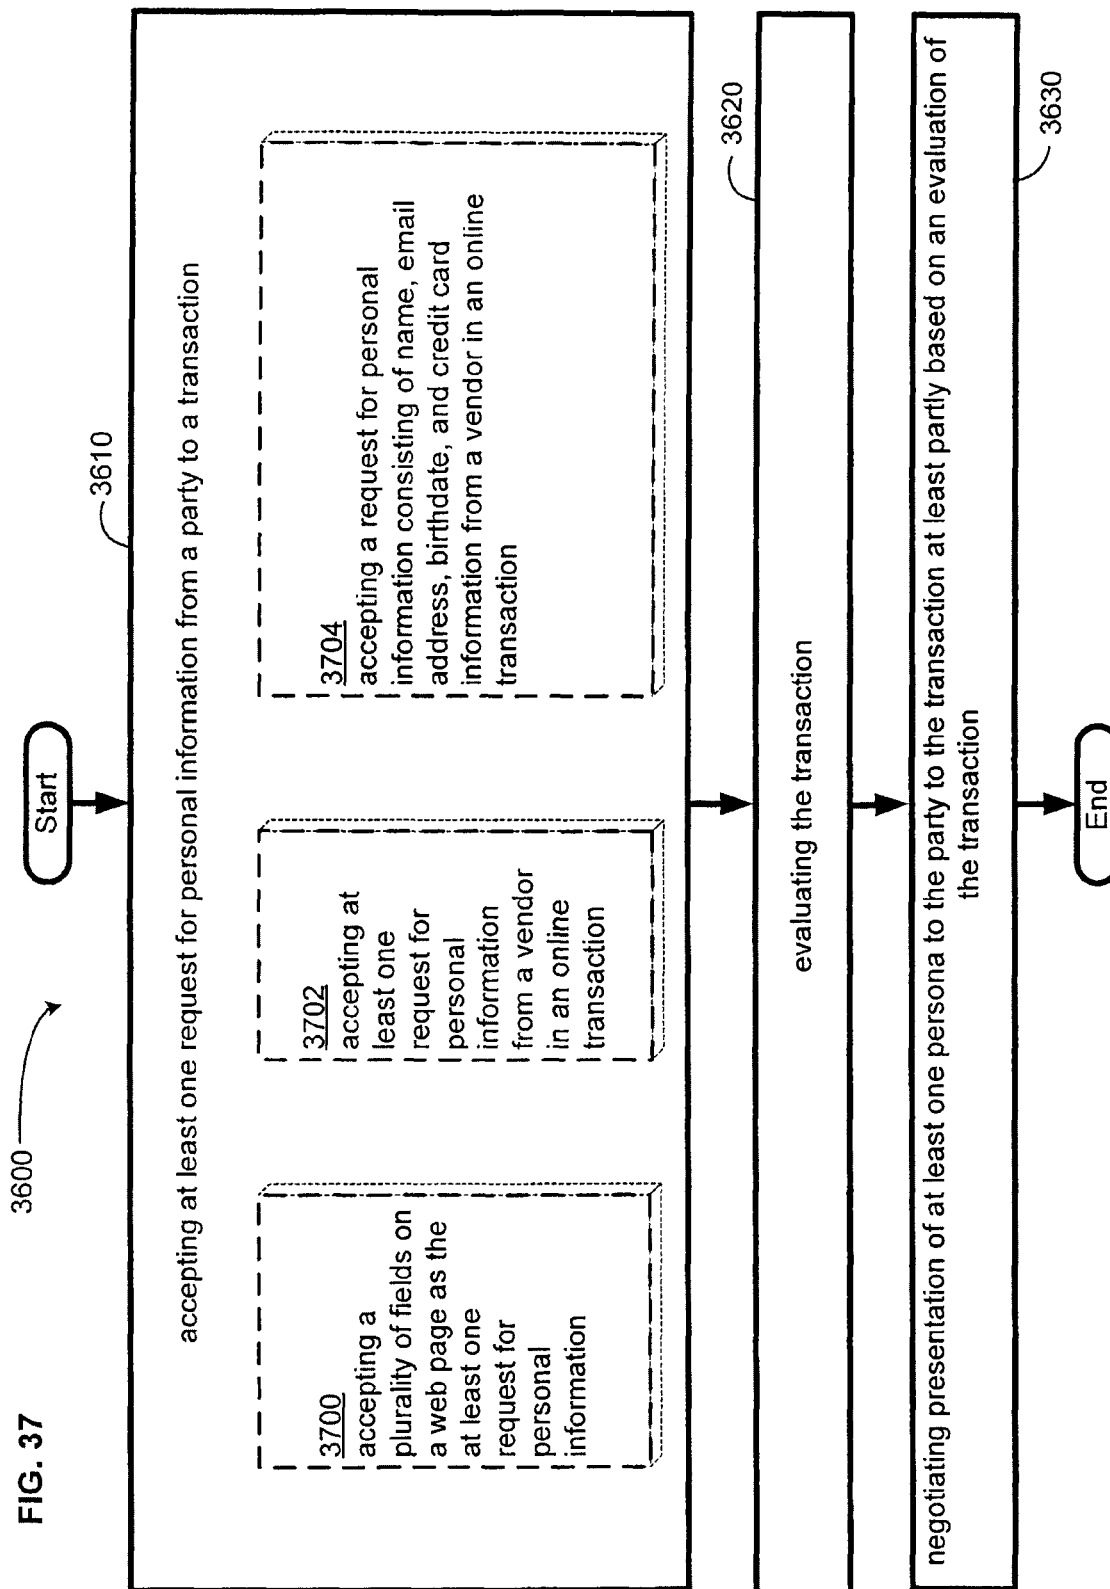 FIG. 37
3600
Start
3610
accepting at least one request for personal information from a party to a transaction
3700
accepting a
plurality of fields on
a web page as the
at least one
request for
personal
information
3702
accepting at
least one
request for
personal
information
from a vendor
in an online
transaction
3704
accepting a request for personal
information consisting of name, email
address, birthdate, and credit card
information from a vendor in an online
transaction
3620
evaluating the transaction
3630
negotiating presentation of at least one persona to the party to the transaction at least partly based on an evaluation of
the transaction
End